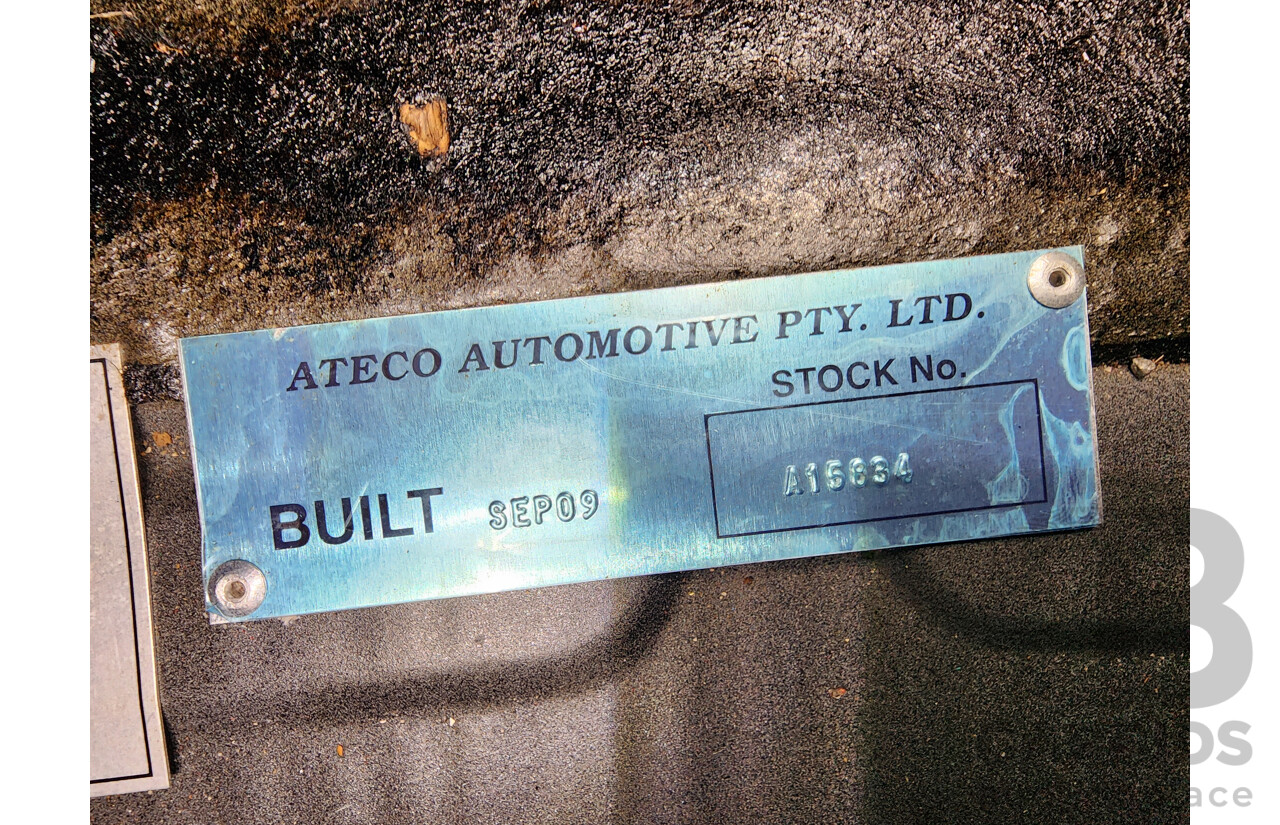 ATECO AUTOMOTIVE PTY. LTD.
STOCK No.
A15834
BUILT SEP09